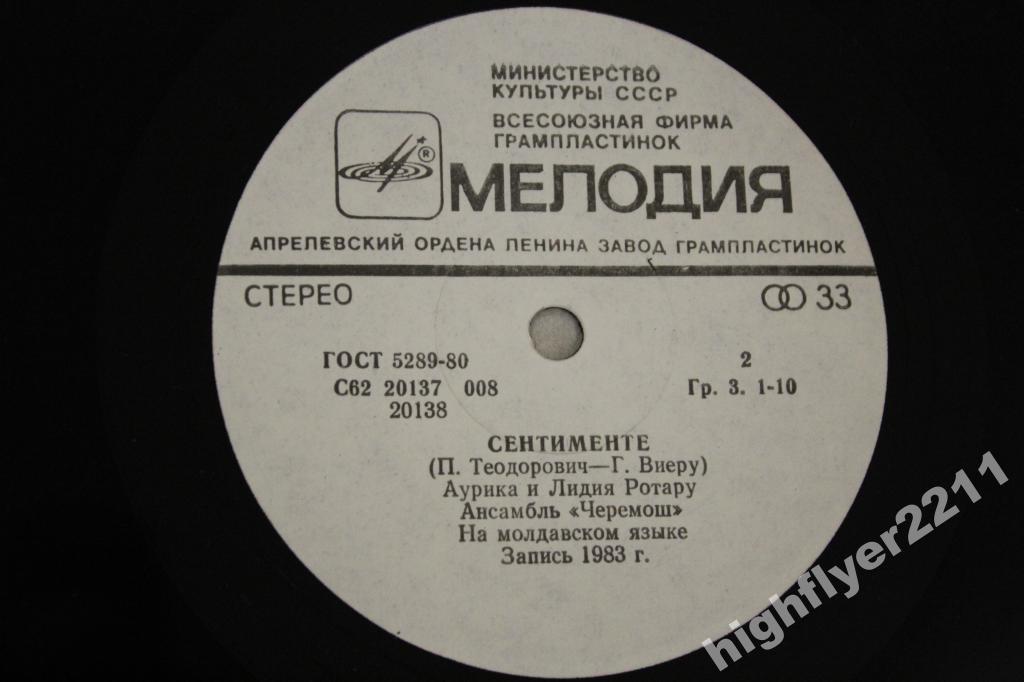 МИНИСТЕРСТВО
КУЛЬТУРЫ СССР
ВСЕСОЮЗНАЯ ФИРМА
ГРАМПЛАСТИНОК
®
МЕЛОДИЯ
АПРЕЛЕВСКИЙ ОРДЕНА ЛЕНИНА ЗАВОД ГРАМПЛАСТИНОК
СТЕРЕО 33
ГОСТ 5289-80 2
С62 20137 008 Гр. 3. 1-10
20138
СЕНТИМЕНТЕ
(П. Теодорович—Г. Виеру)
Аурика и Лидия Ротару
Ансамбль «Черемош»
На молдавском языке
Запись 1983 г.
highflyer2211